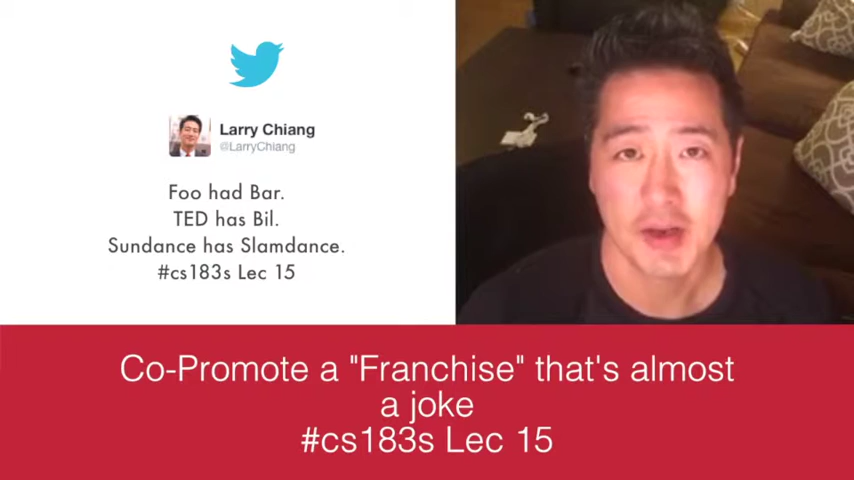 Larry Chiang
@LarryChiang
Foo had Bar.
TED has Bil.
Sundance has Slamdance.
#cs183s Lec 15
Co-Promote a "Franchise" that's almost
a joke
#cs183s Lec 15